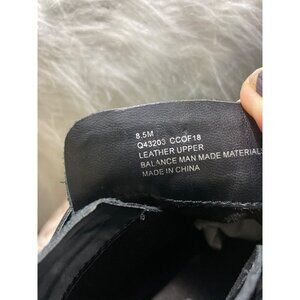 8.5M
Q43203 CCOF18
LEATHER UPPER
BALANCE MAN MADE MATERIALS
MADE IN CHINA